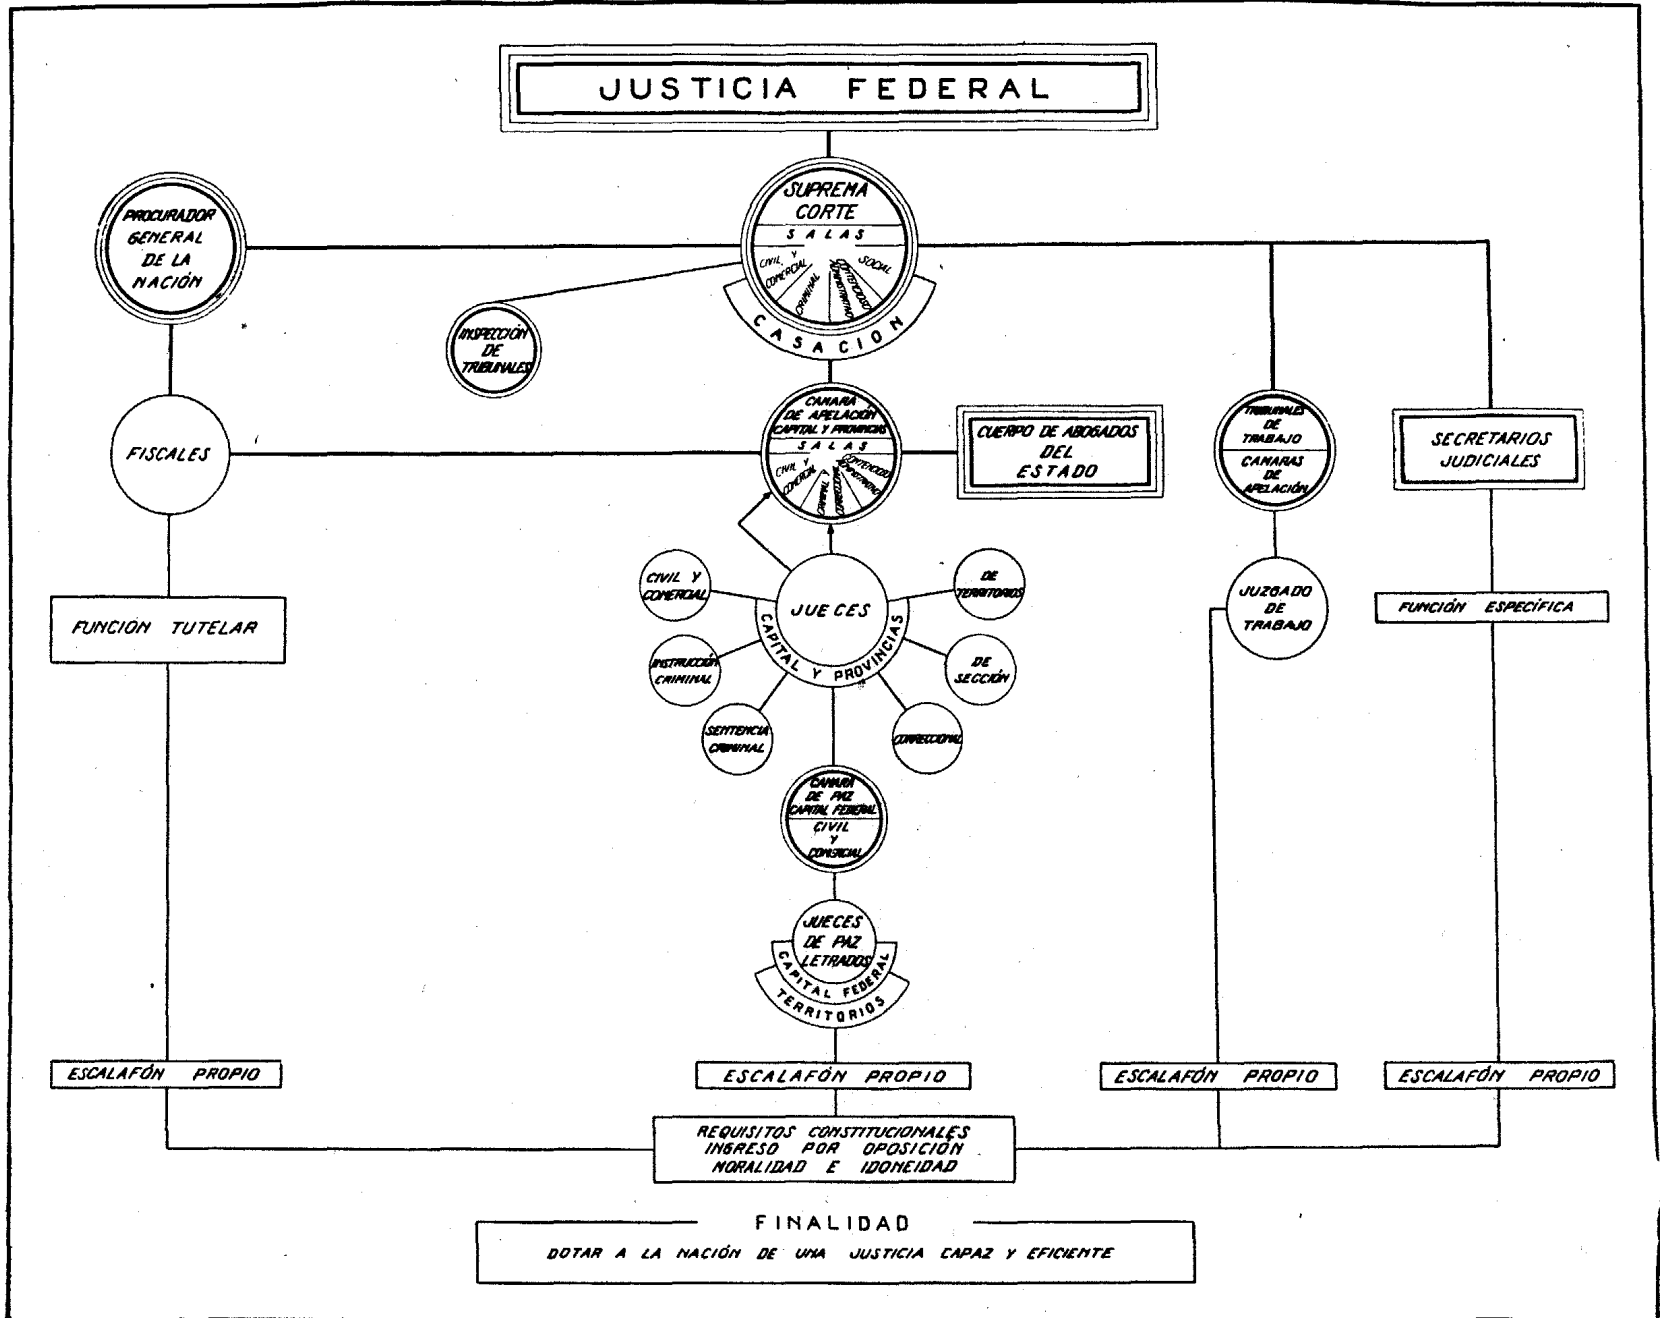 JUSTICIA FEDERAL
SUPREMA
CORTE
SALAS
CIVIL Y
COMERCIAL
CRIMINAL
CONTENCIOSO
ADMINISTRATIVO
SOCIAL
CASACION
PROCURADOR
GENERAL
DE LA
NACIÓN
INSPECCIÓN
DE
TRIBUNALES
FISCALES
CAMARA
DE APELACIÓN
CAPITAL Y PROVINCIAS
SALAS
CIVIL Y
COMERCIAL
CRIMINAL
CONTENCIOSO
ADMINISTRATIVO
CUERPO DE ABOGADOS
DEL
ESTADO
TRIBUNALES
DE
TRABAJO
CAMARAS
DE
APELACIÓN
SECRETARIOS
JUDICIALES
FUNCIÓN TUTELAR
CIVIL Y
COMERCIAL
INSTRUCCIÓN
CRIMINAL
SENTENCIA
CRIMINAL
JUECES
CAPITAL Y PROVINCIAS
DE
TERRITORIOS
DE
SECCIÓN
CORRECCIONAL
JUZGADO
DE
TRABAJO
FUNCIÓN ESPECÍFICA
CAMARA
DE PAZ
CAPITAL FEDERAL
CIVIL
Y
COMERCIAL
JUECES
DE PAZ
LETRADOS
CAPITAL FEDERAL
TERRITORIOS
ESCALAFÓN PROPIO
ESCALAFÓN PROPIO
ESCALAFÓN PROPIO
ESCALAFÓN PROPIO
REQUISITOS CONSTITUCIONALES
INGRESO POR OPOSICIÓN
MORALIDAD E IDONEIDAD
FINALIDAD
DOTAR A LA NACIÓN DE UNA JUSTICIA CAPAZ Y EFICIENTE